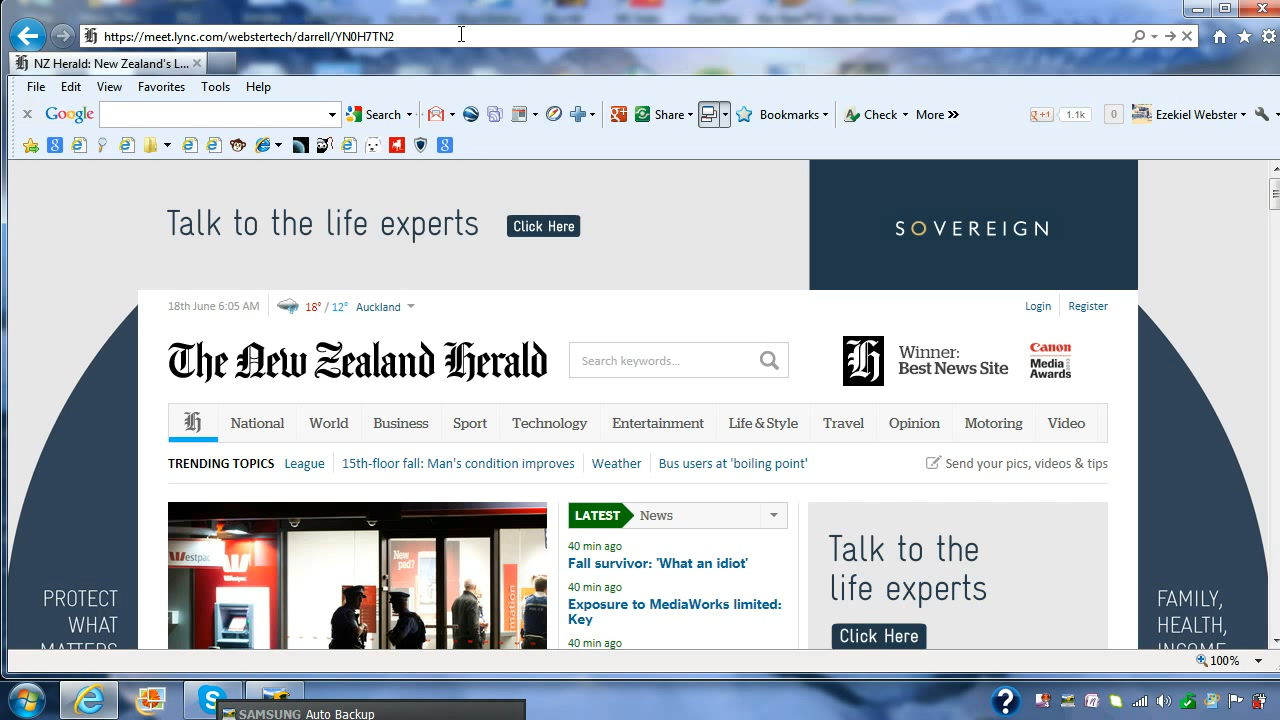 https://meet.lync.com/webstertech/darrell/YN0H7TN2
NZ Herald: New Zealand's L...
File Edit View Favorites Tools Help
Google Search Share Bookmarks Check More » +1 1.1k 0 Ezekiel Webster
Talk to the life experts Click Here SOVEREIGN
18th June 6:05 AM 18° / 12° Auckland Login Register
The New Zealand Herald Search keywords... Winner: Best News Site Canon Media Awards
National World Business Sport Technology Entertainment Life & Style Travel Opinion Motoring Video
TRENDING TOPICS League 15th-floor fall: Man's condition improves Weather Bus users at 'boiling point' Send your pics, videos & tips
LATEST News
40 min ago
Fall survivor: 'What an idiot'
40 min ago
Exposure to MediaWorks limited:
Key
40 min ago
Talk to the
life experts
Click Here
PROTECT
WHAT
MATTERS
FAMILY,
HEALTH,
INCOME
Westpac
New
pad?
100%
SAMSUNG Auto Backup